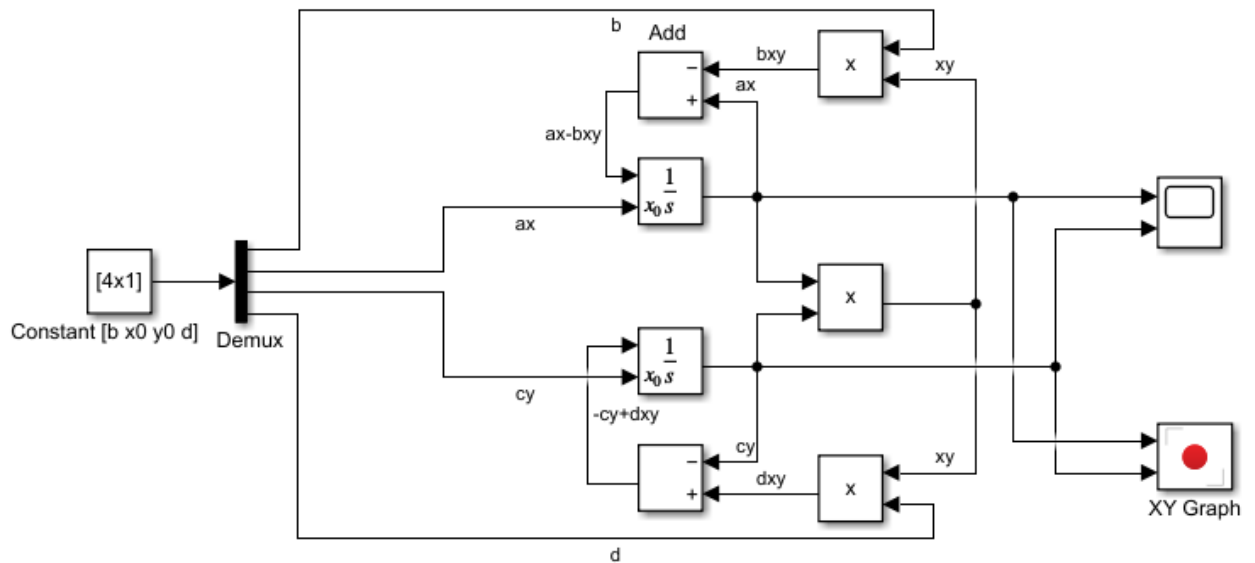 b
Add
−
+
bxy
x
xy
ax
ax-bxy
1
x₀ s
ax
[4x1]
Constant [b x0 y0 d]
Demux
x
1
x₀ s
cy
-cy+dxy
−
+
cy
dxy
x
xy
XY Graph
d